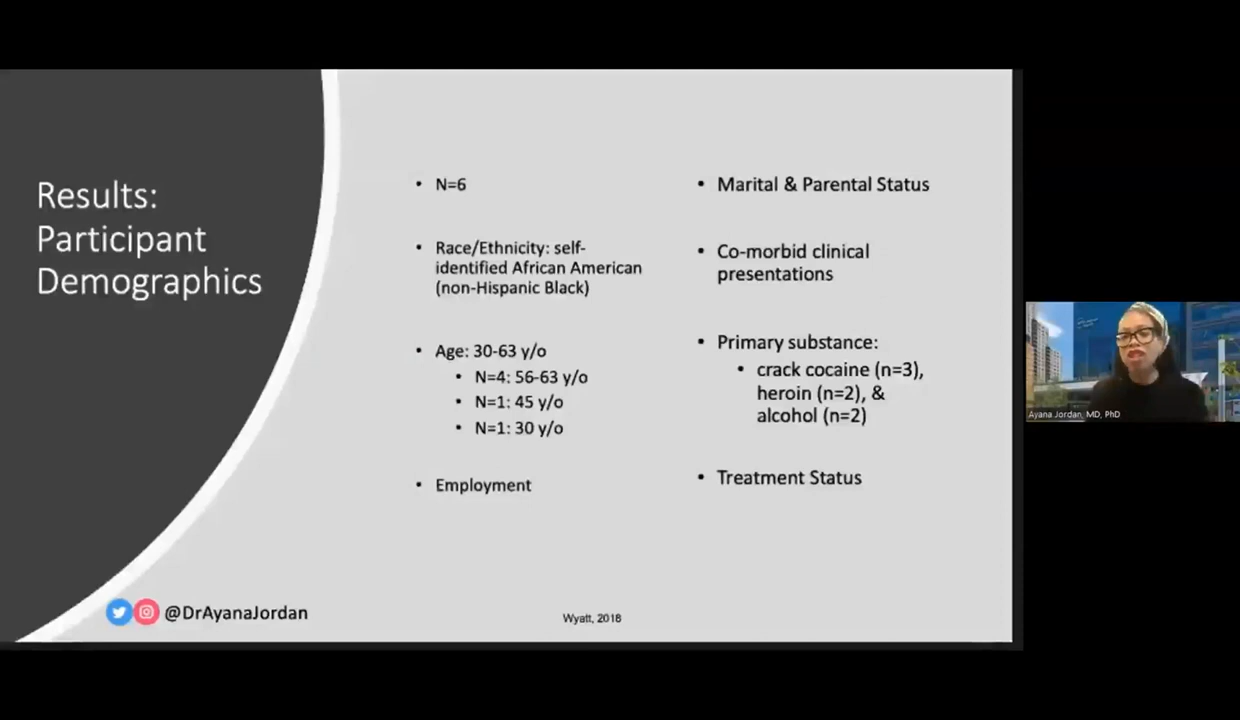 Results:
Participant
Demographics
• N=6
• Race/Ethnicity: self-
identified African American
(non-Hispanic Black)
• Age: 30-63 y/o
• N=4: 56-63 y/o
• N=1: 45 y/o
• N=1: 30 y/o
• Employment
• Marital & Parental Status
• Co-morbid clinical
presentations
• Primary substance:
• crack cocaine (n=3),
heroin (n=2), &
alcohol (n=2)
• Treatment Status
@DrAyanaJordan
Wyatt, 2018
Ayana Jordan, MD, PhD